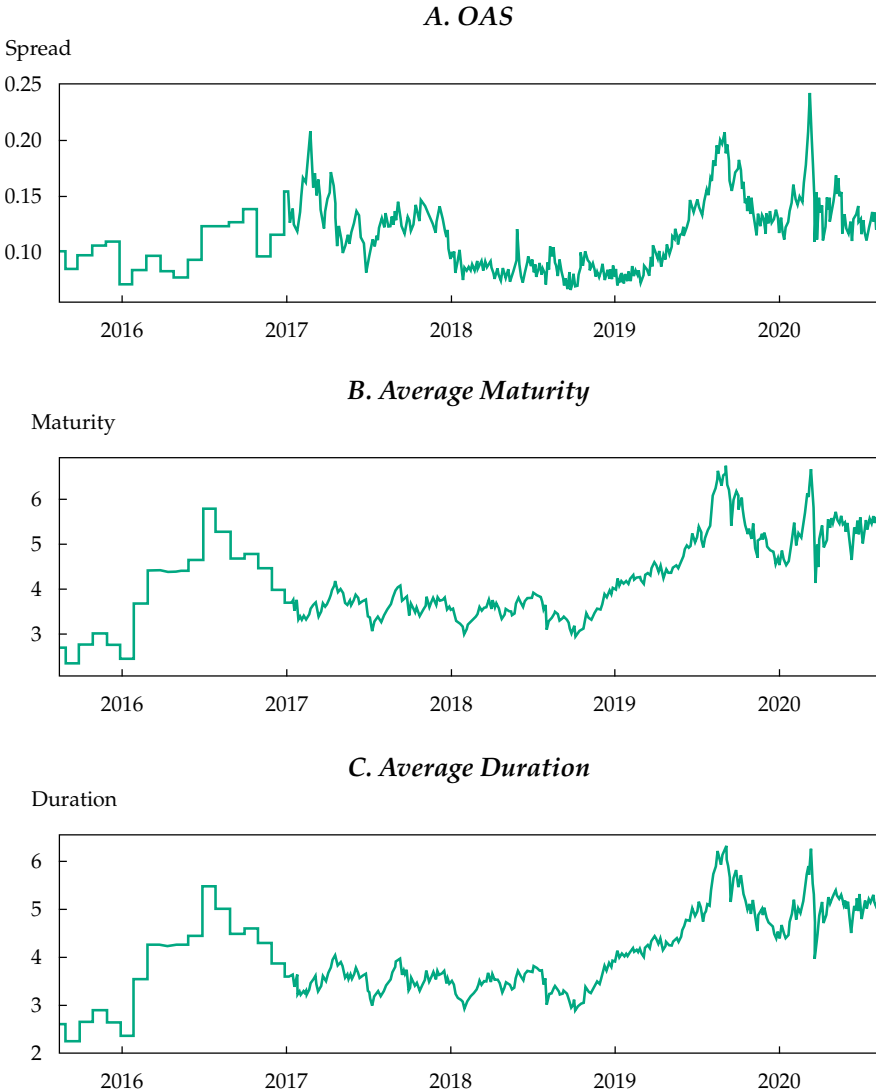 A. OAS
Spread
0.25
0.20
0.15
0.10
2016 2017 2018 2019 2020
B. Average Maturity
Maturity
6
5
4
3
2016 2017 2018 2019 2020
C. Average Duration
Duration
6
5
4
3
2
2016 2017 2018 2019 2020